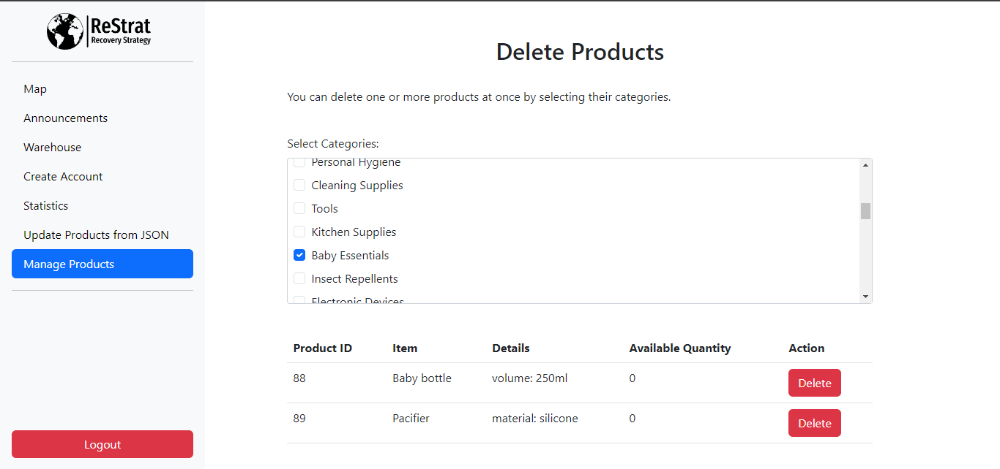 ReStrat
Recovery Strategy
Map
Announcements
Warehouse
Create Account
Statistics
Update Products from JSON
Manage Products
Logout
Delete Products
You can delete one or more products at once by selecting their categories.
Select Categories:
Personal Hygiene
Cleaning Supplies
Tools
Kitchen Supplies
Baby Essentials
Insect Repellents
Electronic Devices
Product ID Item Details Available Quantity Action
88 Baby bottle volume: 250ml 0 Delete
89 Pacifier material: silicone 0 Delete